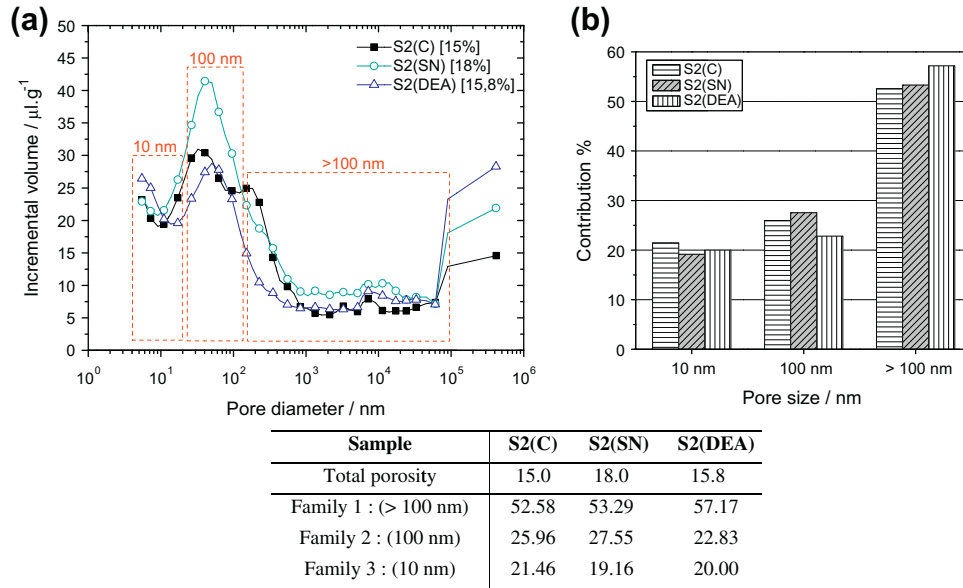 (a)
50
45
40
35
30
25
20
15
10
5
0
Incremental volume / μl.g⁻¹
10⁰ 10¹ 10² 10³ 10⁴ 10⁵ 10⁶
Pore diameter / nm
S2(C) [15%]
S2(SN) [18%]
S2(DEA) [15,8%]
10 nm
100 nm
>100 nm
(b)
60
50
40
30
20
10
0
Contribution %
S2(C)
S2(SN)
S2(DEA)
10 nm 100 nm > 100 nm
Pore size / nm
Sample S2(C) S2(SN) S2(DEA)
Total porosity 15.0 18.0 15.8
Family 1 : (> 100 nm) 52.58 53.29 57.17
Family 2 : (100 nm) 25.96 27.55 22.83
Family 3 : (10 nm) 21.46 19.16 20.00